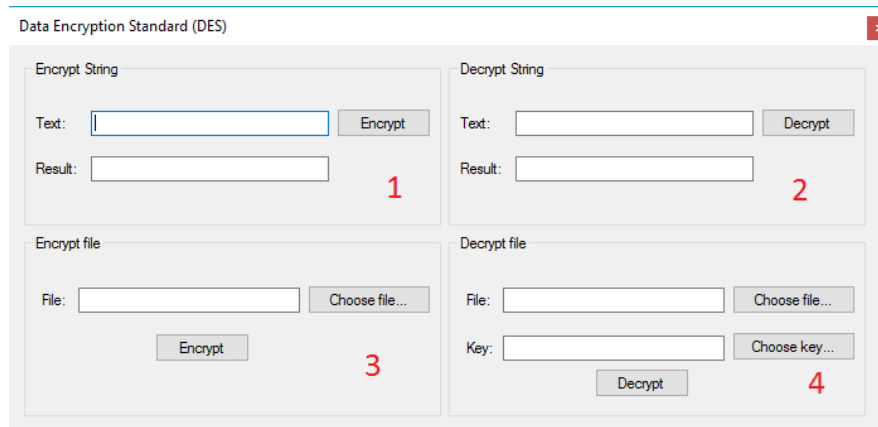 Data Encryption Standard (DES)
Encrypt String
Text:
Encrypt
Result:
1
Decrypt String
Text:
Decrypt
Result:
2
Encrypt file
File:
Choose file...
Encrypt
3
Decrypt file
File:
Choose file...
Key:
Choose key...
Decrypt
4